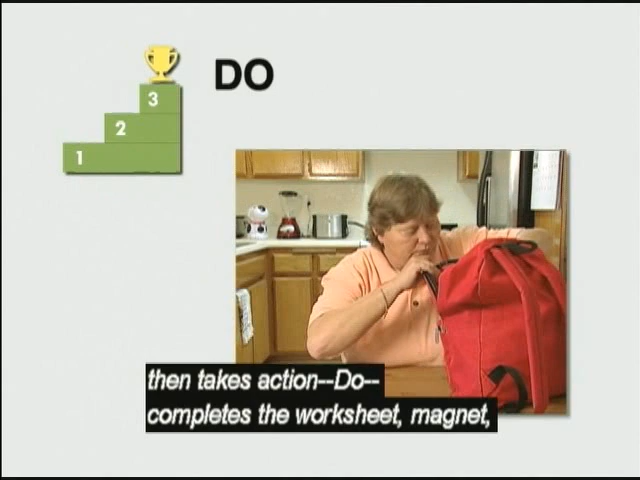 DO
3
2
1
then takes action--Do--
completes the worksheet, magnet,